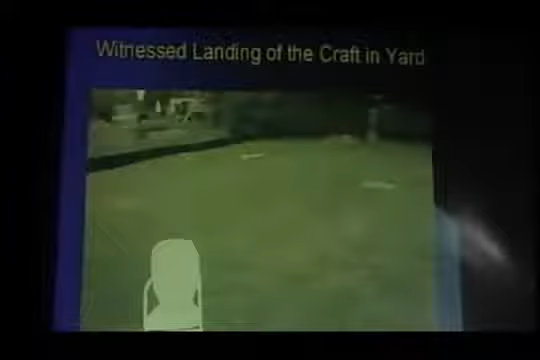 Witnessed Landing of the Craft in Yard